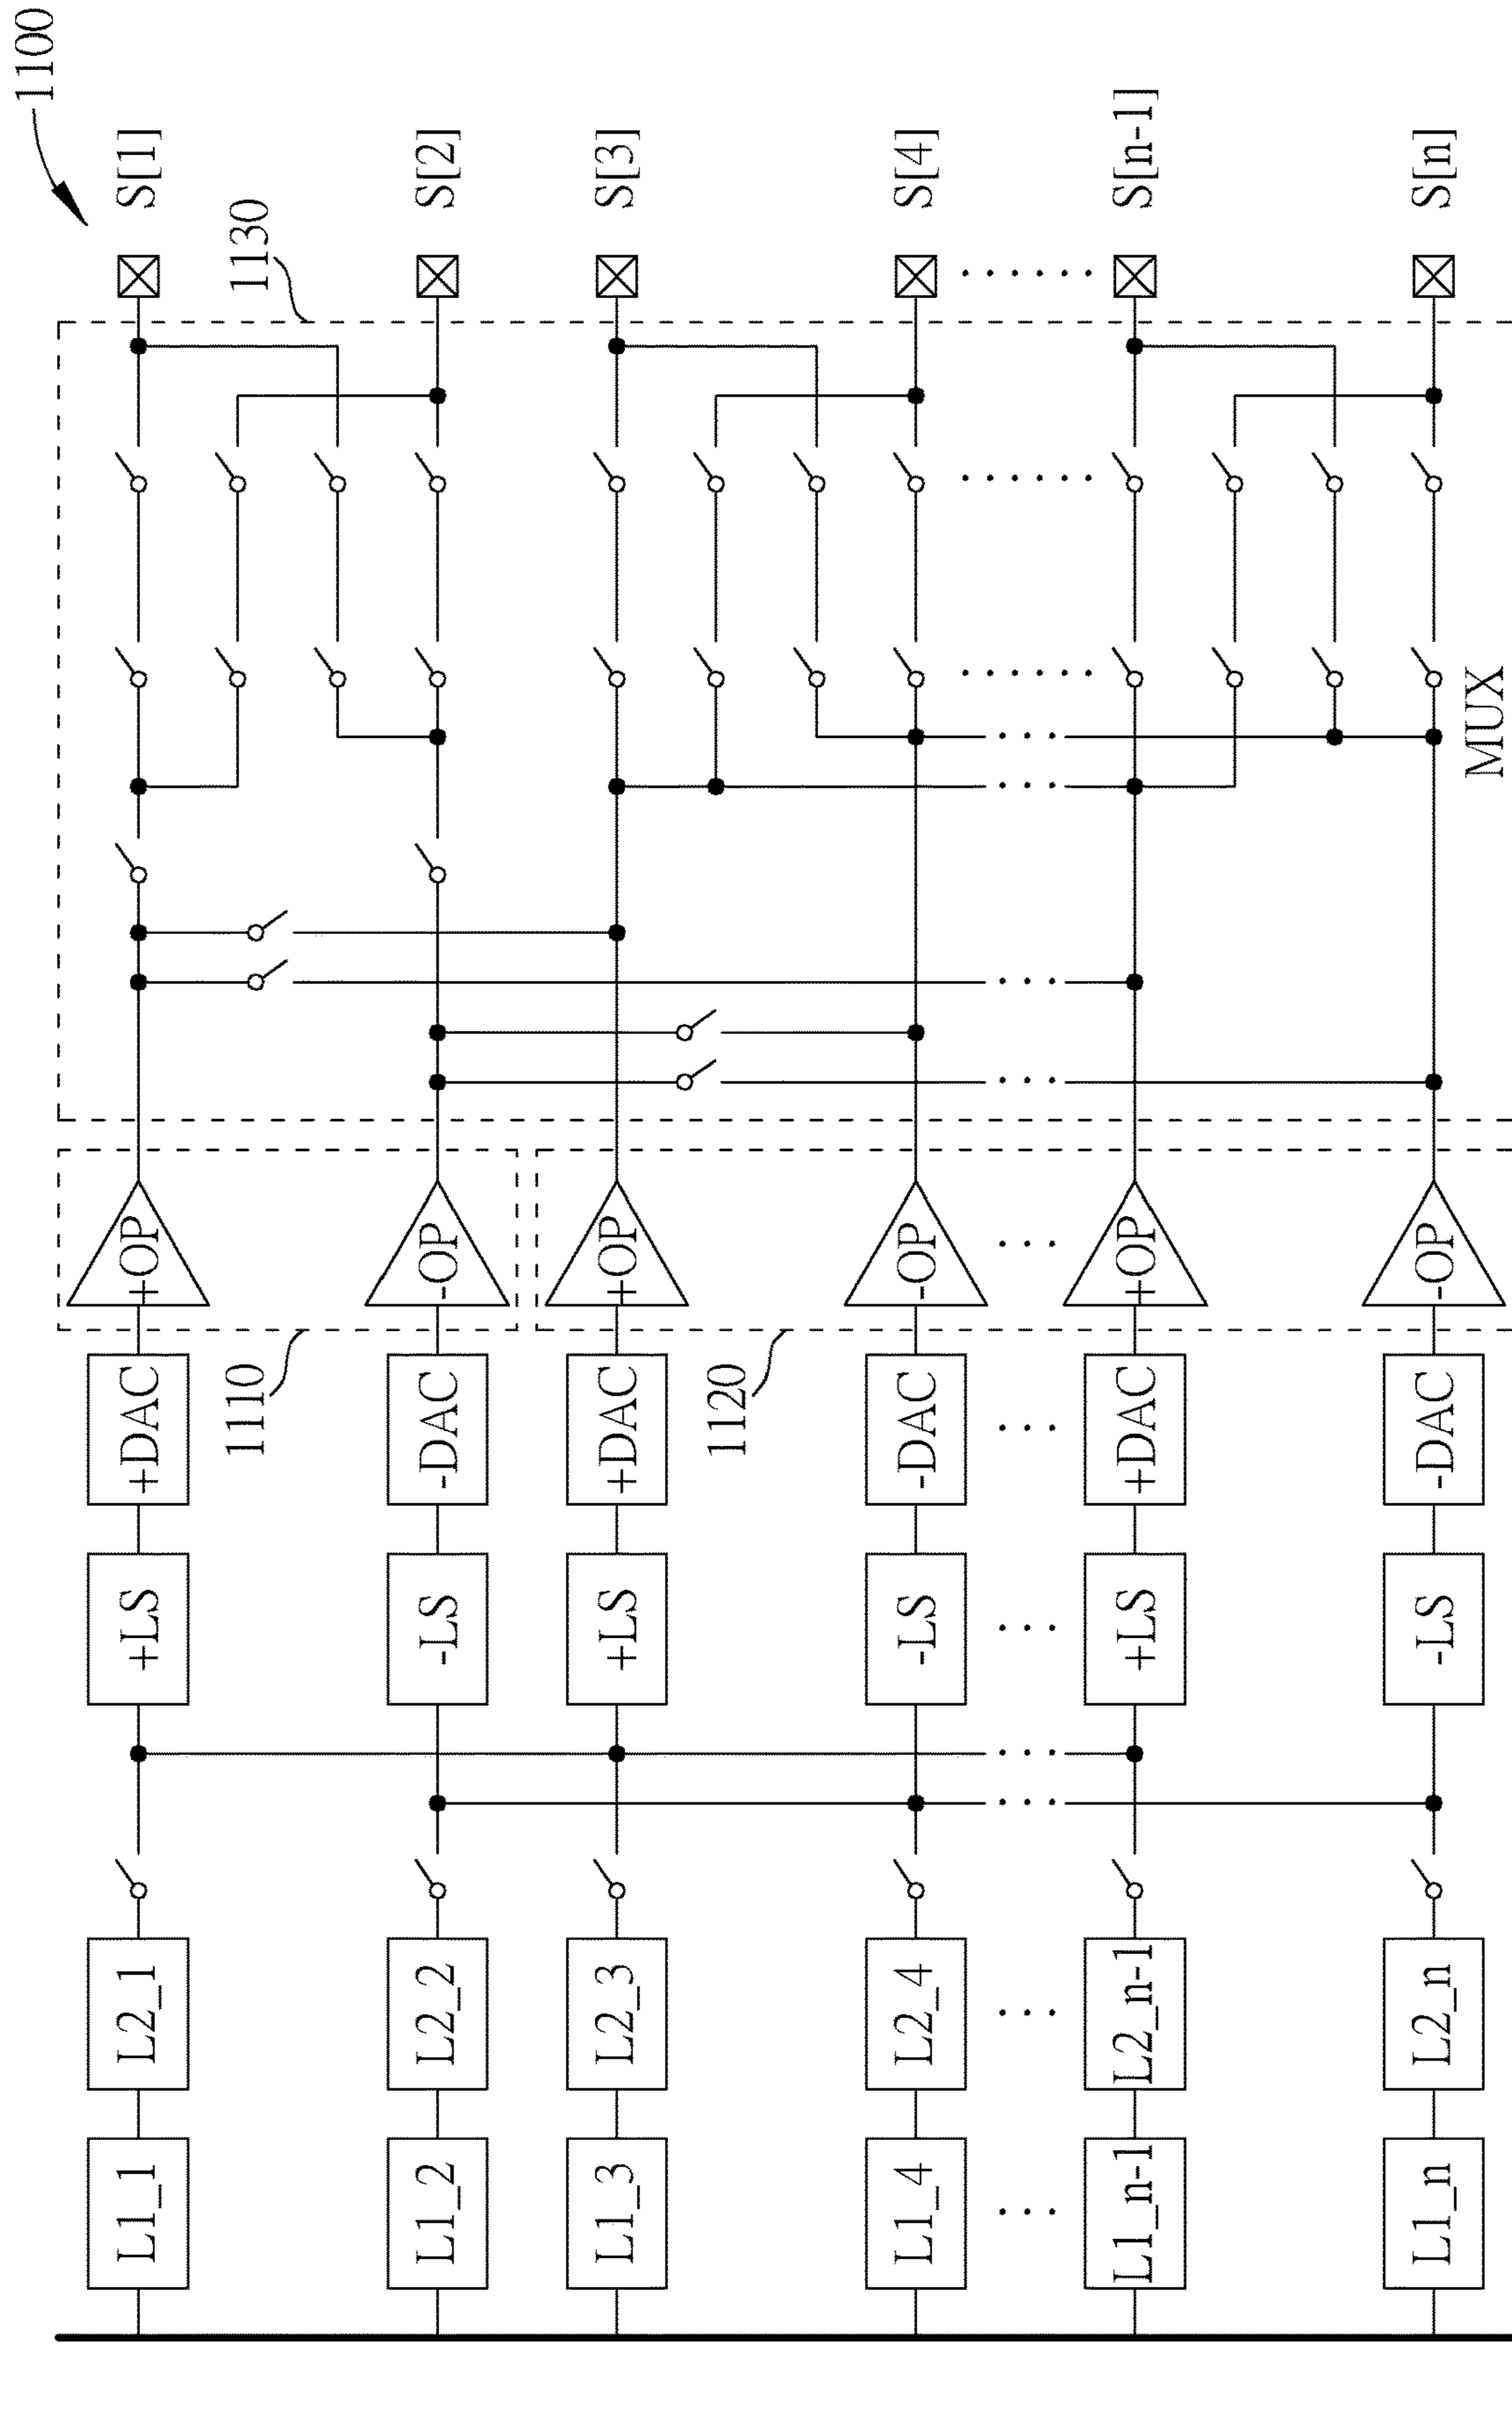 1100
S[1]
S[2]
S[3]
S[4]
S[n-1]
S[n]
1130
MUX
+OP
-OP
+OP
-OP
+OP
-OP
1110
1120
+DAC
-DAC
+DAC
-DAC
+DAC
-DAC
+LS
-LS
+LS
-LS
+LS
-LS
L2_1
L2_2
L2_3
L2_4
L2_n-1
L2_n
L1_1
L1_2
L1_3
L1_4
L1_n-1
L1_n